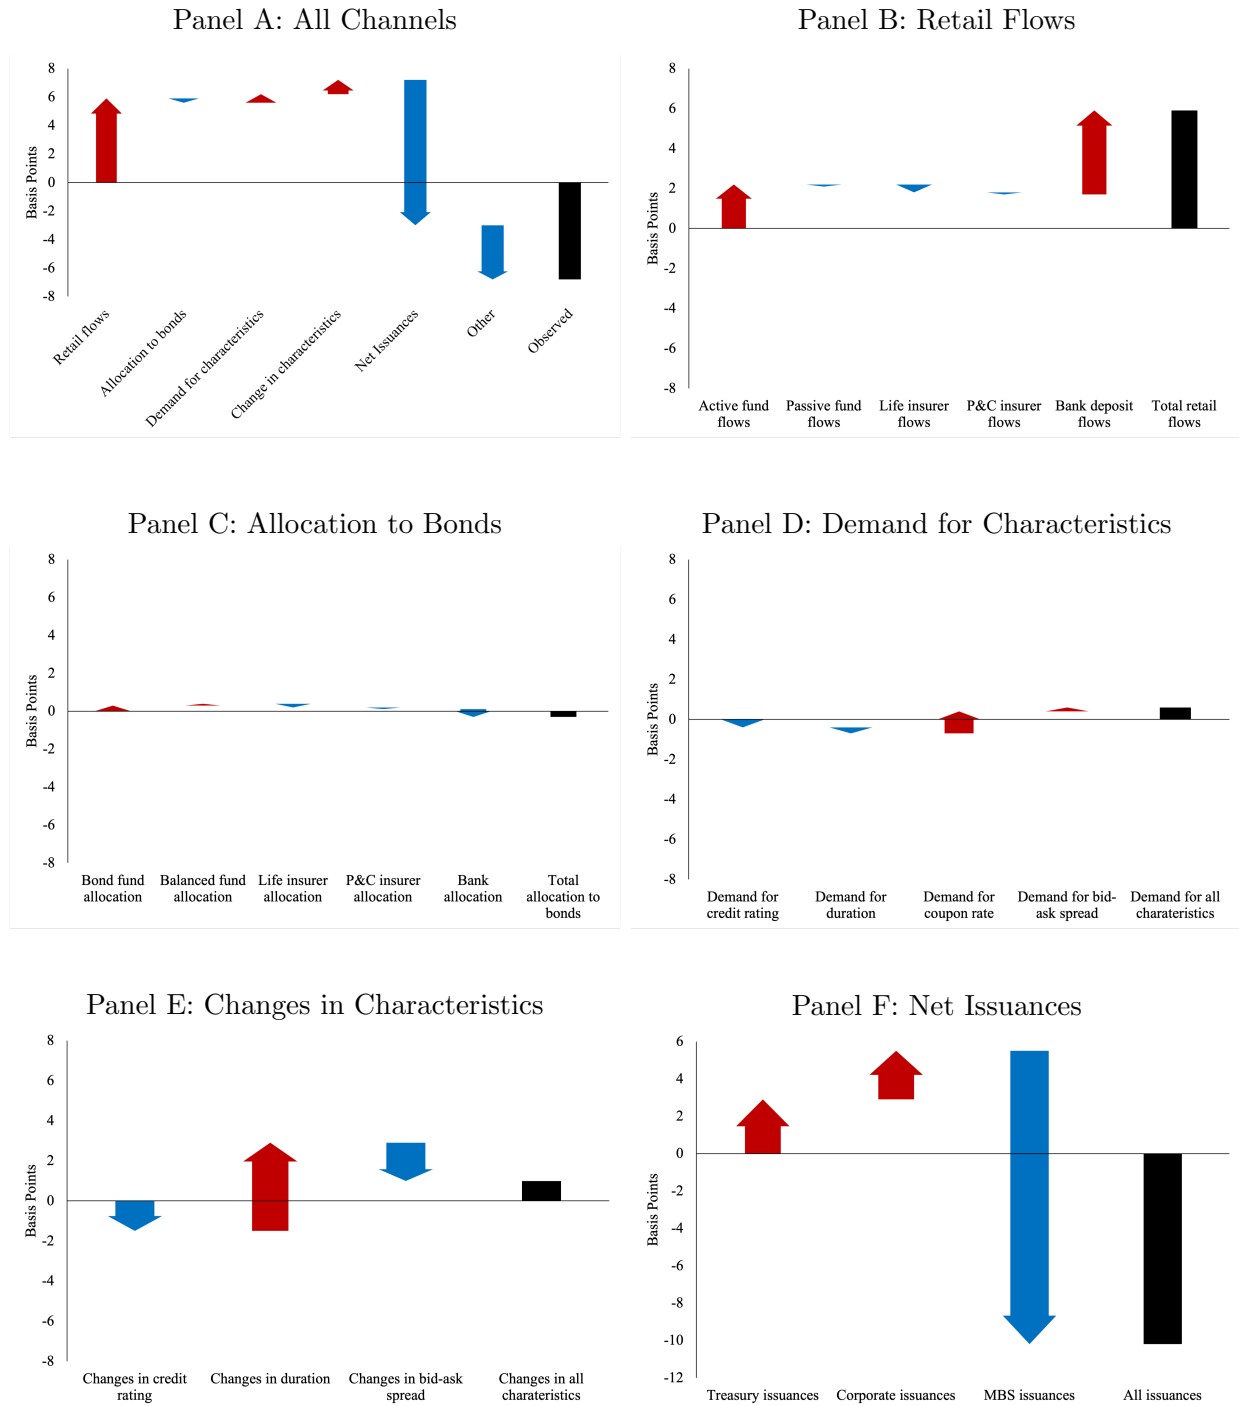 Panel A: All Channels
8
6
4
2
0
-2
-4
-6
-8
Basis Points
Retail flows
Allocation to bonds
Demand for characteristics
Change in characteristics
Net Issuances
Other
Observed
Panel B: Retail Flows
8
6
4
2
0
-2
-4
-6
-8
Basis Points
Active fund
flows
Passive fund
flows
Life insurer
flows
P&C insurer
flows
Bank deposit
flows
Total retail
flows
Panel C: Allocation to Bonds
8
6
4
2
0
-2
-4
-6
-8
Basis Points
Bond fund
allocation
Balanced fund
allocation
Life insurer
allocation
P&C insurer
allocation
Bank
allocation
Total
allocation to
bonds
Panel D: Demand for Characteristics
8
6
4
2
0
-2
-4
-6
-8
Basis Points
Demand for
credit rating
Demand for
duration
Demand for
coupon rate
Demand for bid-
ask spread
Demand for all
charateristics
Panel E: Changes in Characteristics
8
6
4
2
0
-2
-4
-6
-8
Basis Points
Changes in credit
rating
Changes in duration
Changes in bid-ask
spread
Changes in all
charateristics
Panel F: Net Issuances
6
4
2
0
-2
-4
-6
-8
-10
-12
Basis Points
Treasury issuances
Corporate issuances
MBS issuances
All issuances